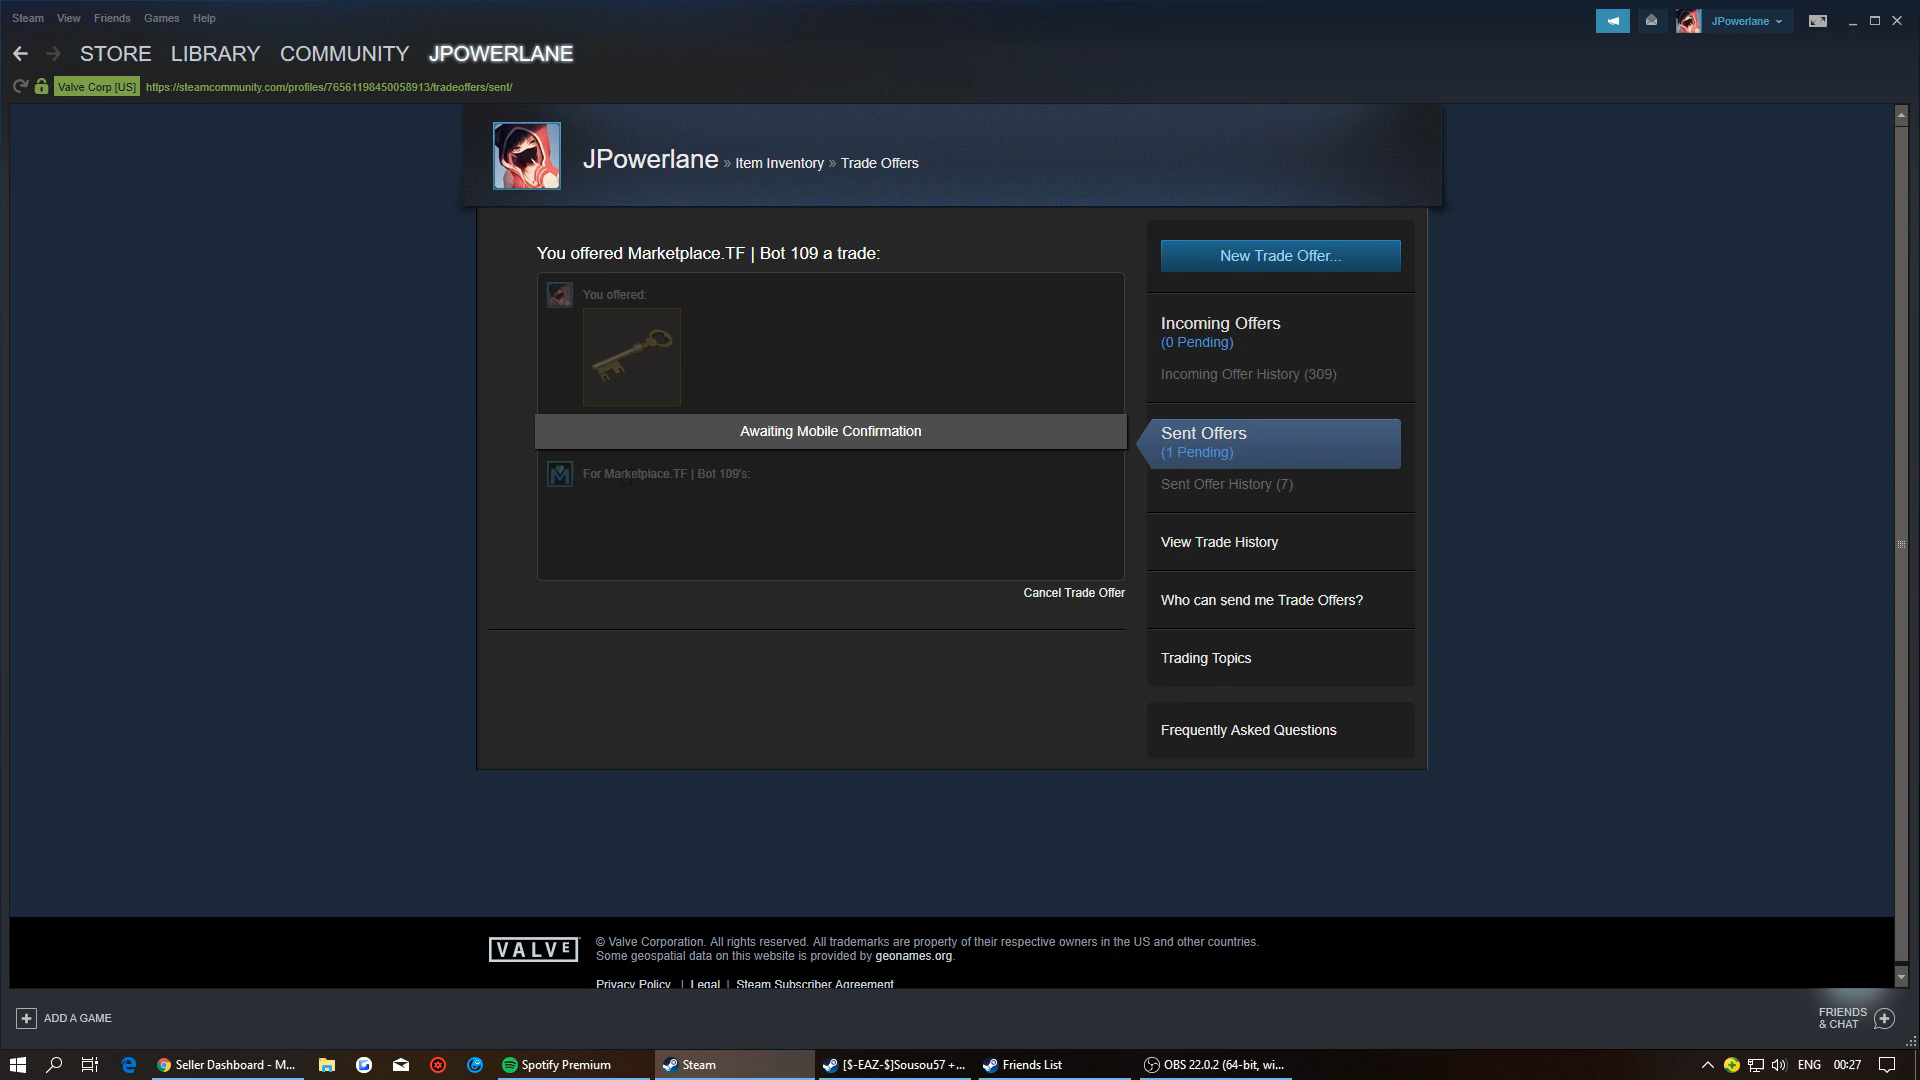 Steam View Friends Games Help
JPowerlane
STORE LIBRARY COMMUNITY JPOWERLANE
Valve Corp [US] https://steamcommunity.com/profiles/76561198450058913/tradeoffers/sent/
JPowerlane » Item Inventory » Trade Offers
You offered Marketplace.TF | Bot 109 a trade:
You offered:
Awaiting Mobile Confirmation
For Marketplace.TF | Bot 109's:
Cancel Trade Offer
New Trade Offer...
Incoming Offers
(0 Pending)
Incoming Offer History (309)
Sent Offers
(1 Pending)
Sent Offer History (7)
View Trade History
Who can send me Trade Offers?
Trading Topics
Frequently Asked Questions
VALVE
© Valve Corporation. All rights reserved. All trademarks are property of their respective owners in the US and other countries.
Some geospatial data on this website is provided by geonames.org.
Privacy Policy | Legal | Steam Subscriber Agreement
ADD A GAME
FRIENDS
& CHAT
Seller Dashboard - M... Spotify Premium Steam [$-EAZ-$]Sousou57 +... Friends List OBS 22.0.2 (64-bit, wi... ENG 00:27